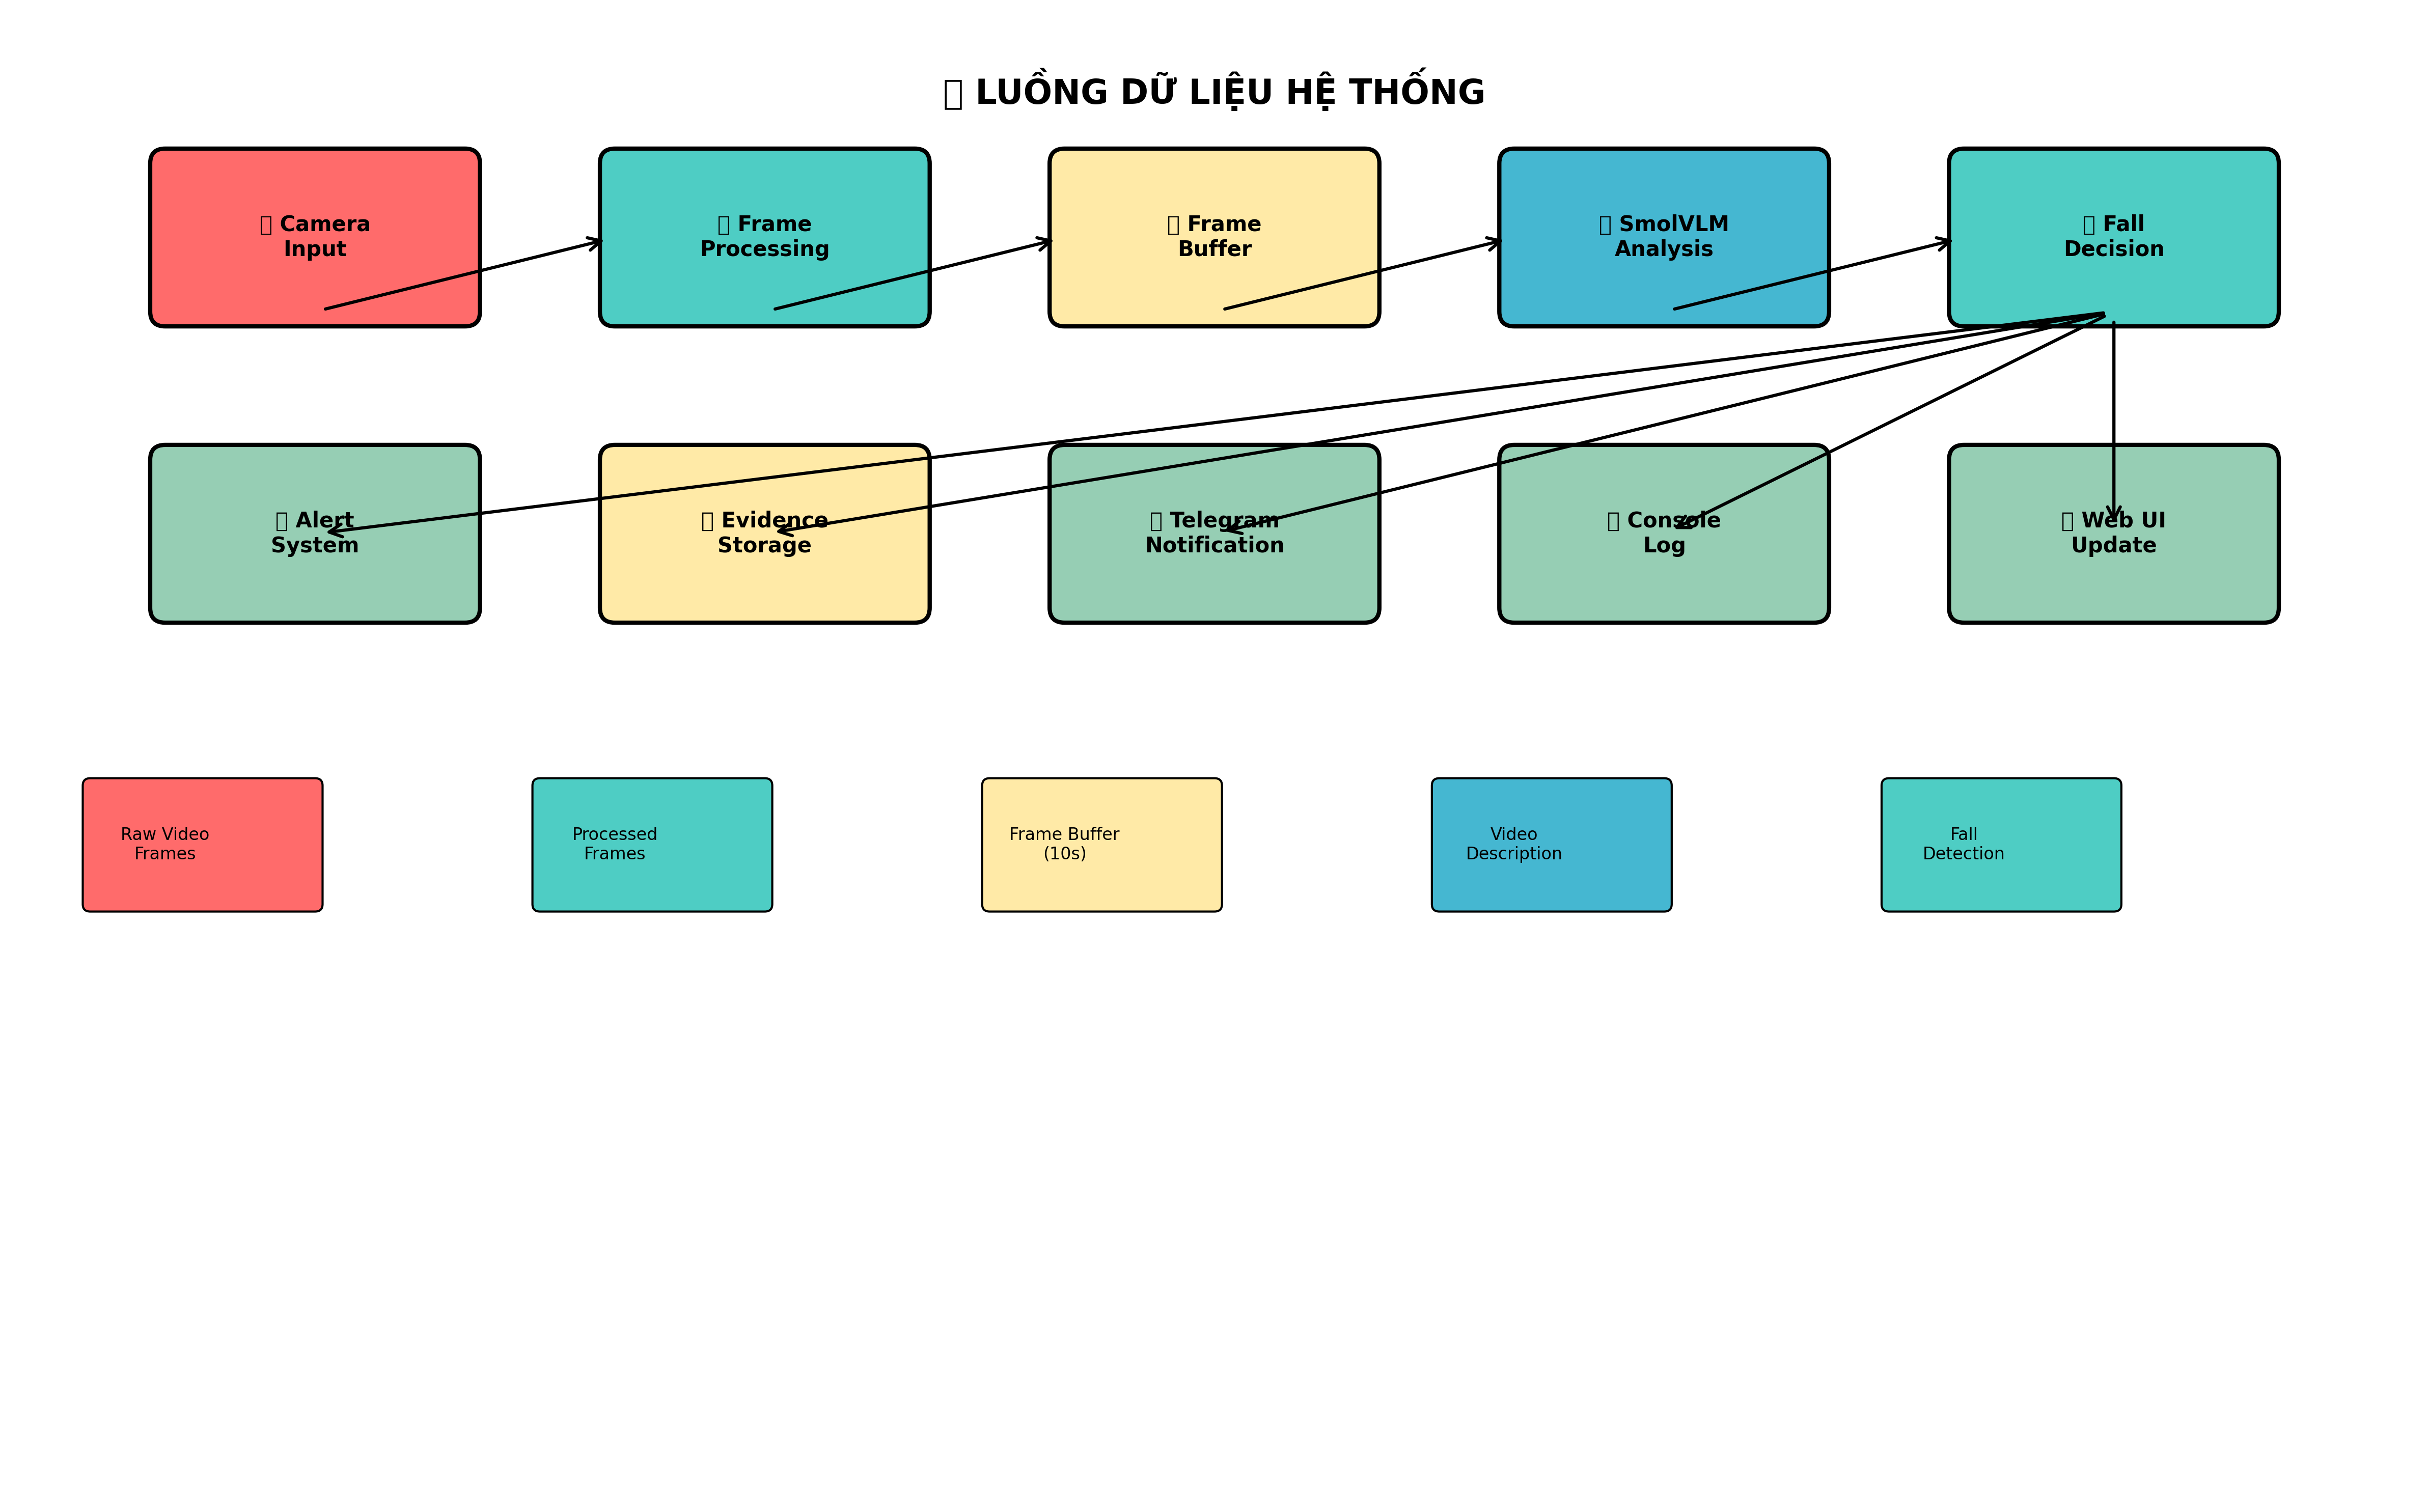 LUỒNG DỮ LIỆU HỆ THỐNG
Camera
Input
Frame
Processing
Frame
Buffer
SmolVLM
Analysis
Fall
Decision
Alert
System
Evidence
Storage
Telegram
Notification
Console
Log
Web UI
Update
Raw Video
Frames
Processed
Frames
Frame Buffer
(10s)
Video
Description
Fall
Detection